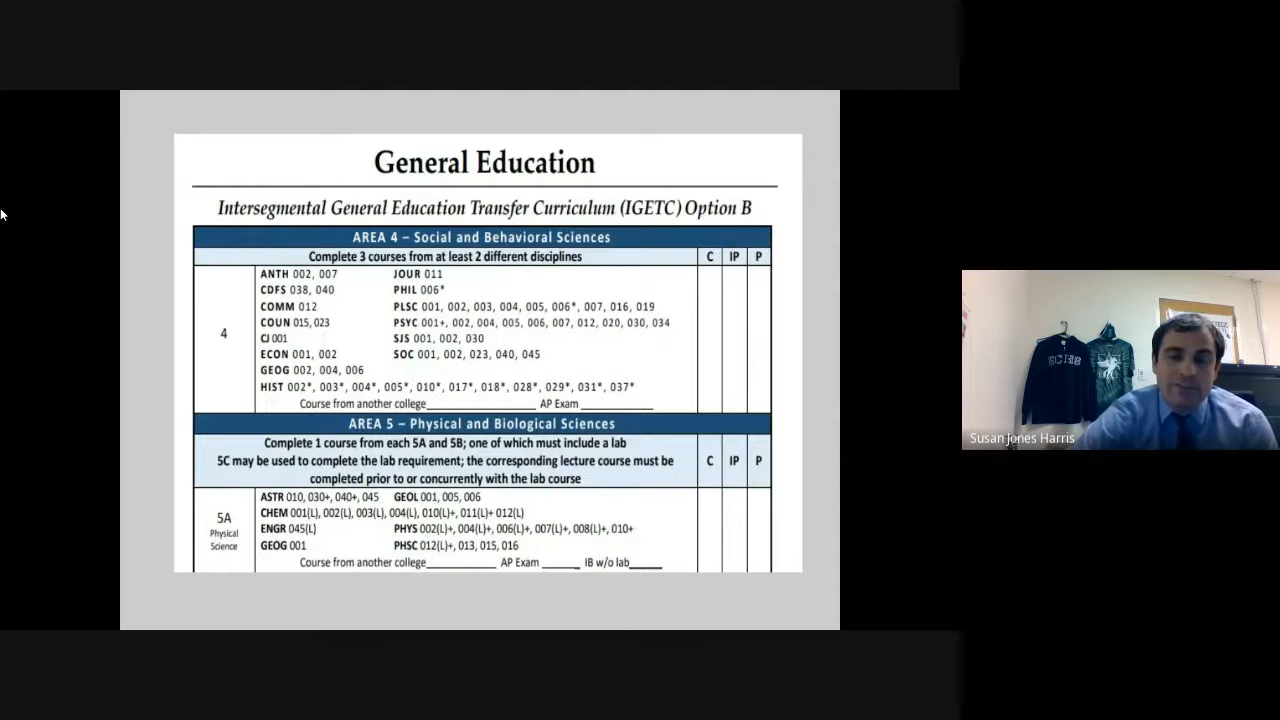 General Education
Intersegmental General Education Transfer Curriculum (IGETC) Option B
AREA 4 – Social and Behavioral Sciences
Complete 3 courses from at least 2 different disciplines C IP P
4
ANTH 002, 007 JOUR 011
CDFS 038, 040 PHIL 006*
COMM 012 PLSC 001, 002, 003, 004, 005, 006*, 007, 016, 019
COUN 015, 023 PSYC 001+, 002, 004, 005, 006, 007, 012, 020, 030, 034
CJ 001 SJS 001, 002, 030
ECON 001, 002 SOC 001, 002, 023, 040, 045
GEOG 002, 004, 006
HIST 002*, 003*, 004*, 005*, 010*, 017*, 018*, 028*, 029*, 031*, 037*
Course from another college_______________ AP Exam __________
AREA 5 – Physical and Biological Sciences
Complete 1 course from each 5A and 5B; one of which must include a lab
5C may be used to complete the lab requirement; the corresponding lecture course must be C IP P
completed prior to or concurrently with the lab course
5A
Physical
Science
ASTR 010, 030+, 040+, 045 GEOL 001, 005, 006
CHEM 001(L), 002(L), 003(L), 004(L), 010(L)+, 011(L)+ 012(L)
ENGR 045(L) PHYS 002(L)+, 004(L)+, 006(L)+, 007(L)+, 008(L)+, 010+
GEOG 001 PHSC 012(L)+, 013, 015, 016
Course from another college__________ AP Exam _____ IB w/o lab_____
ECHS
Susan Jones Harris